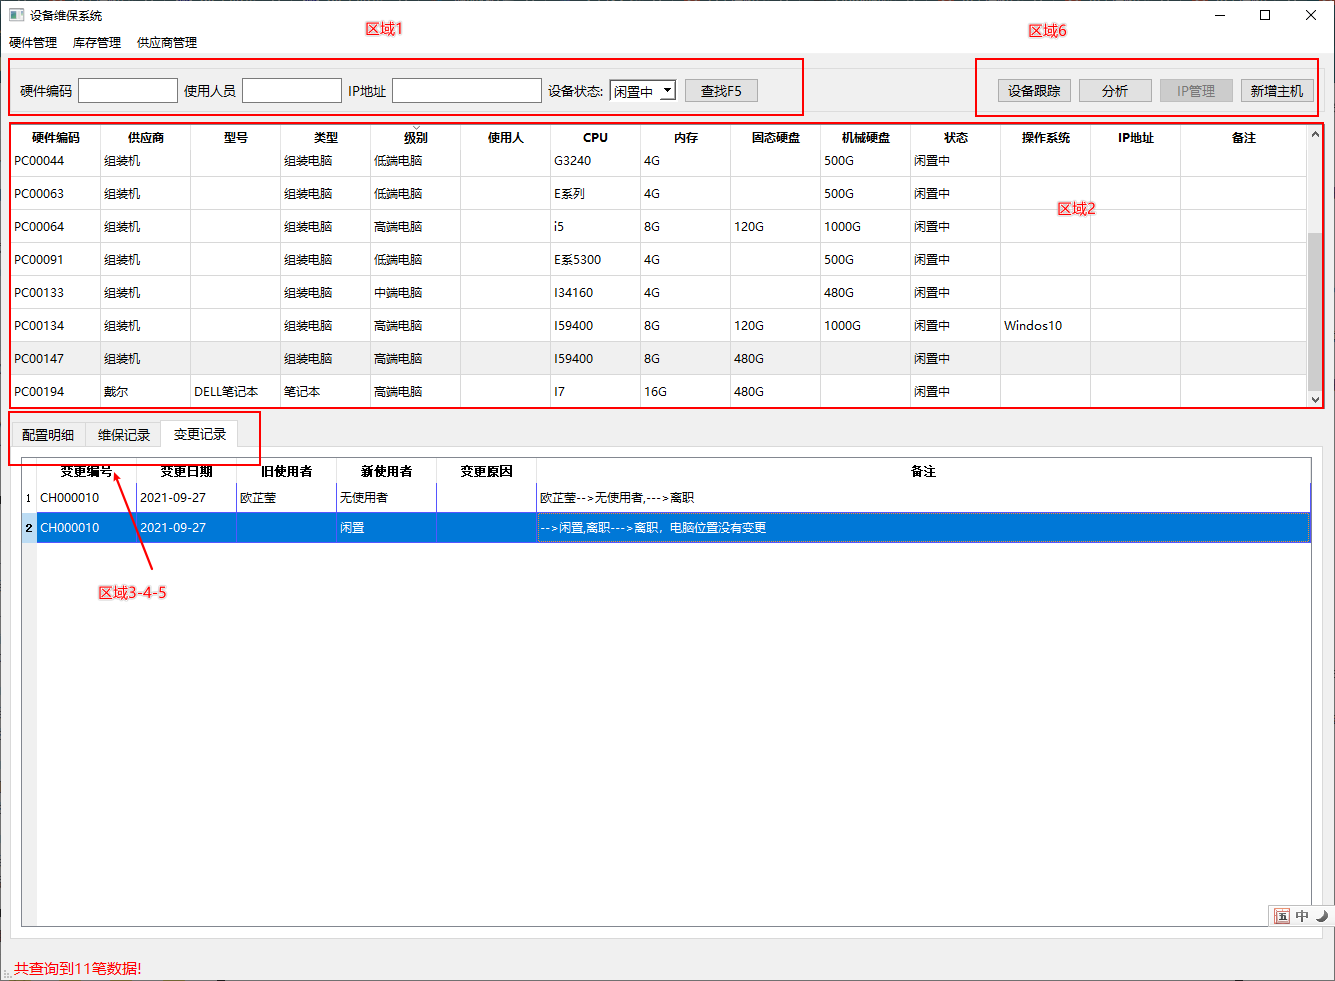 设备维保系统
硬件管理 库存管理 供应商管理
区域1
区域6
硬件编码 使用人员 IP地址 设备状态: 闲置中 查找F5 设备跟踪 分析 IP管理 新增主机
硬件编码 供应商 型号 类型 级别 使用人 CPU 内存 固态硬盘 机械硬盘 状态 操作系统 IP地址 备注
PC00044 组装机 组装电脑 低端电脑 G3240 4G 500G 闲置中
PC00063 组装机 组装电脑 低端电脑 E系列 4G 500G 闲置中
区域2
PC00064 组装机 组装电脑 高端电脑 i5 8G 120G 1000G 闲置中
PC00091 组装机 组装电脑 低端电脑 E系5300 4G 500G 闲置中
PC00133 组装机 组装电脑 中端电脑 I34160 4G 480G 闲置中
PC00134 组装机 组装电脑 高端电脑 I59400 8G 120G 1000G 闲置中 Windos10
PC00147 组装机 组装电脑 高端电脑 I59400 8G 480G 闲置中
PC00194 戴尔 DELL笔记本 笔记本 高端电脑 I7 16G 480G 闲置中
配置明细 维保记录 变更记录
变更编号 变更日期 旧使用者 新使用者 变更原因 备注
1 CH000010 2021-09-27 欧芷莹 无使用者 欧芷莹-->无使用者,--->离职
2 CH000010 2021-09-27 闲置 -->闲置,离职--->离职，电脑位置没有变更
区域3-4-5
五 中
共查询到11笔数据!